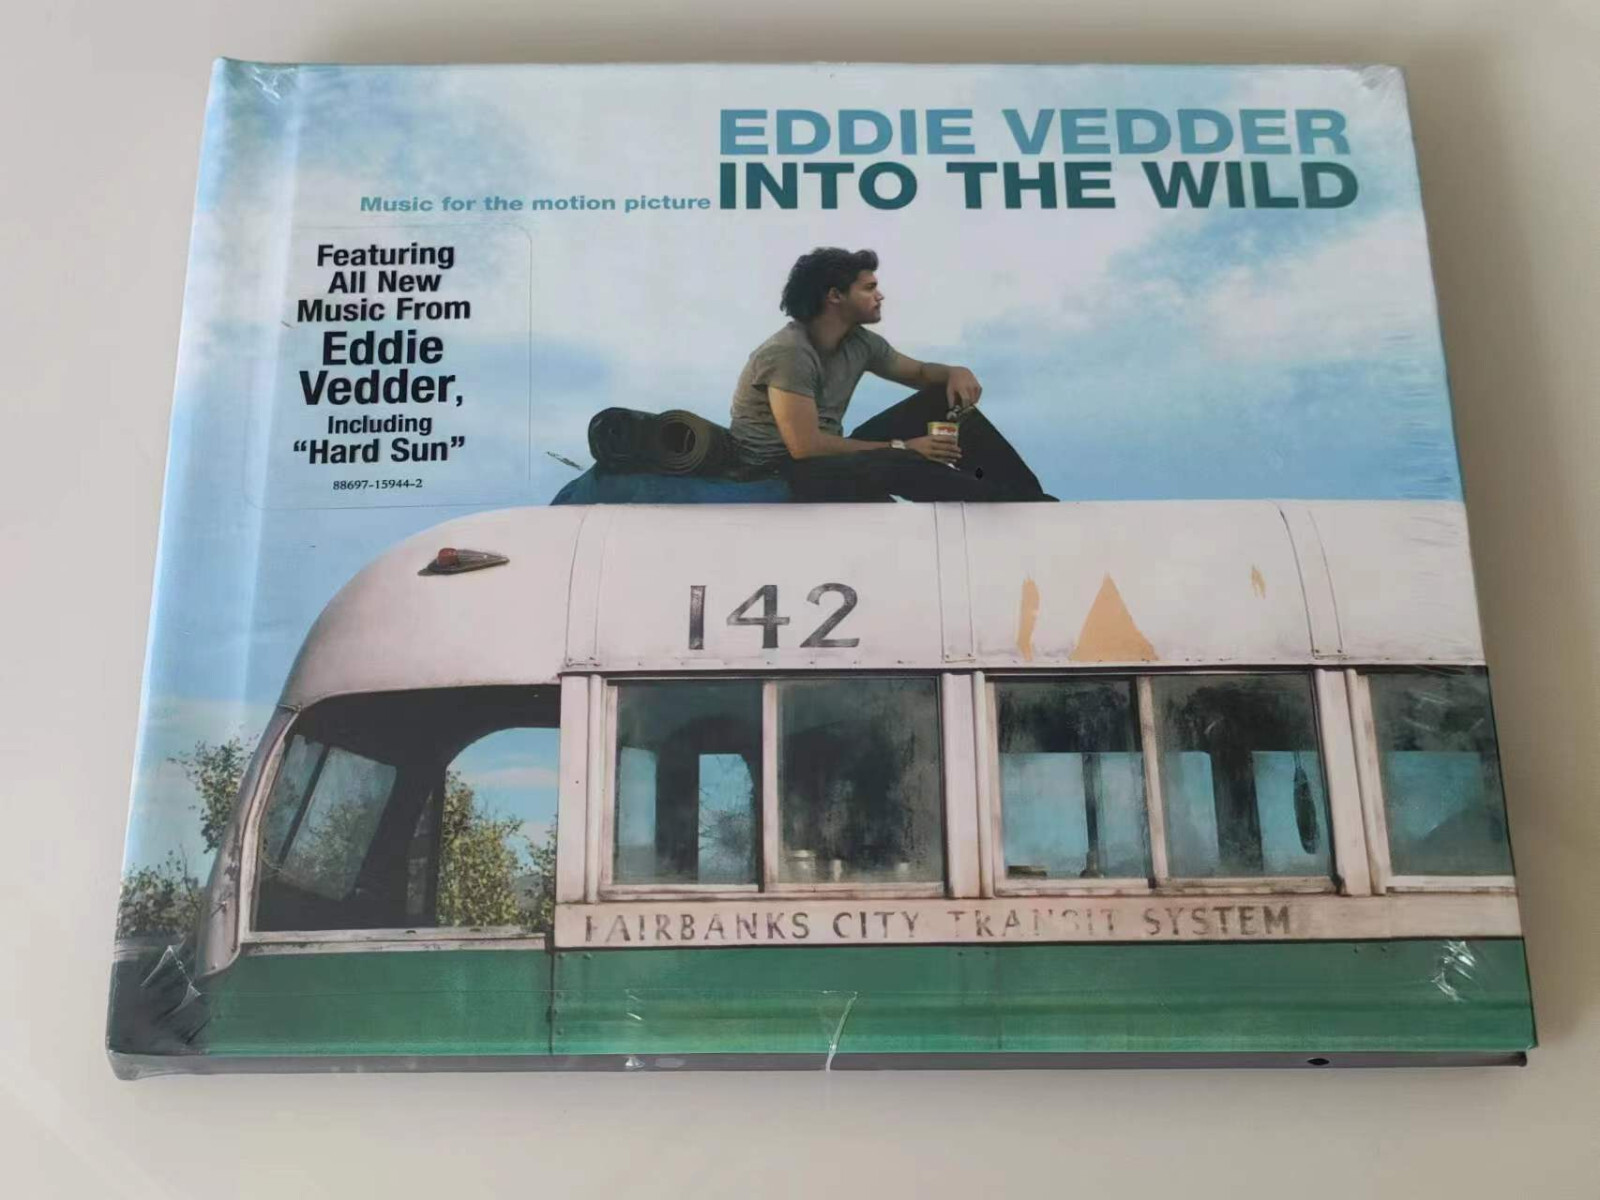 EDDIE VEDDER
Music for the motion picture INTO THE WILD
Featuring
All New
Music From
Eddie
Vedder,
Including
“Hard Sun”
88697-15944-2
142
FAIRBANKS CITY TRANSIT SYSTEM